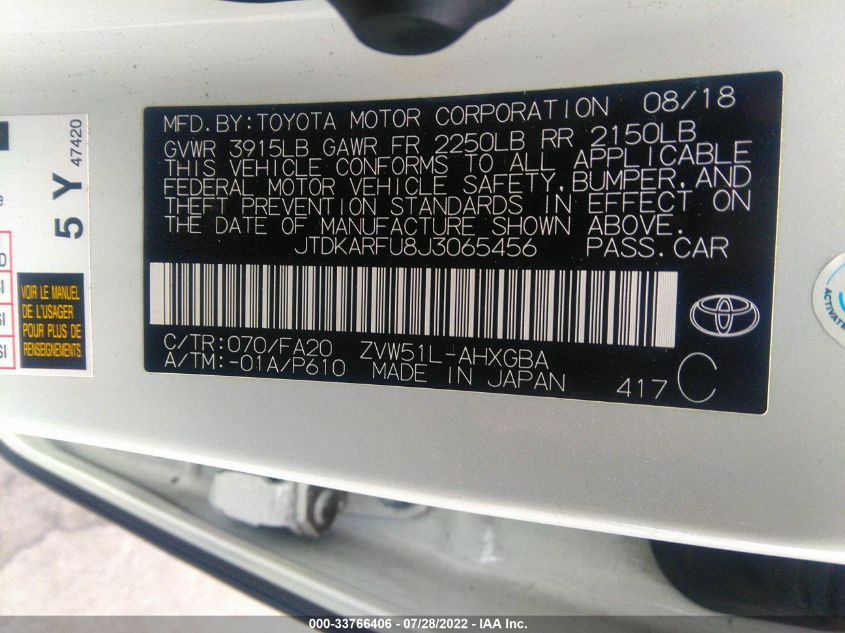 MFD.BY:TOYOTA MOTOR CORPORATION 08/18
GVWR 3915LB GAWR FR 2250LB RR 2150LB
THIS VEHICLE CONFORMS TO ALL APPLICABLE
FEDERAL MOTOR VEHICLE SAFETY,BUMPER,AND
THEFT PREVENTION STANDARDS IN EFFECT ON
THE DATE OF MANUFACTURE SHOWN ABOVE.
JTDKARFU8J3065456 PASS.CAR
C/TR:070/FA20 ZVW51L-AHXGBA
A/TM:-01A/P610 MADE IN JAPAN
417 C
5 Y 47420
VOIR LE MANUEL
DE L'USAGER
POUR PLUS DE
RENSEIGNEMENTS.
000-33766406 - 07/28/2022 - IAA Inc.